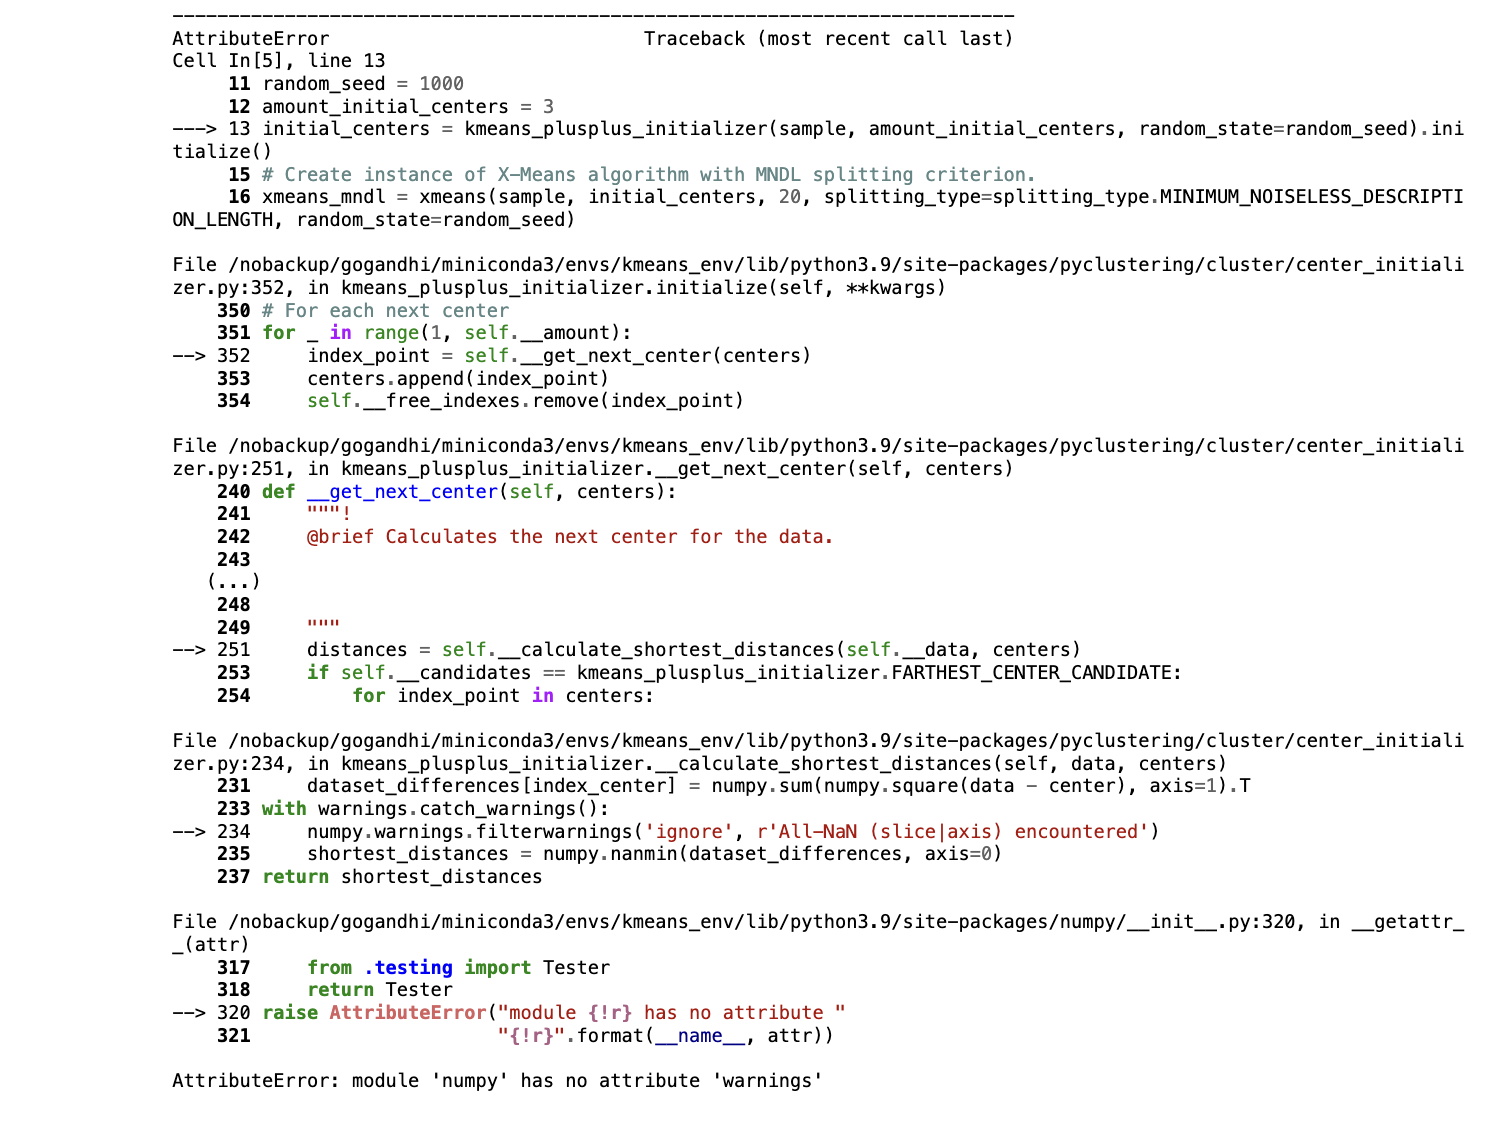 ---------------------------------------------------------------------------
AttributeError                            Traceback (most recent call last)
Cell In[5], line 13
     11 random_seed = 1000
     12 amount_initial_centers = 3
---> 13 initial_centers = kmeans_plusplus_initializer(sample, amount_initial_centers, random_state=random_seed).ini
tialize()
     15 # Create instance of X-Means algorithm with MNDL splitting criterion.
     16 xmeans_mndl = xmeans(sample, initial_centers, 20, splitting_type=splitting_type.MINIMUM_NOISELESS_DESCRIPTI
ON_LENGTH, random_state=random_seed)

File /nobackup/gogandhi/miniconda3/envs/kmeans_env/lib/python3.9/site-packages/pyclustering/cluster/center_initiali
zer.py:352, in kmeans_plusplus_initializer.initialize(self, **kwargs)
    350 # For each next center
    351 for _ in range(1, self.__amount):
--> 352     index_point = self.__get_next_center(centers)
    353     centers.append(index_point)
    354     self.__free_indexes.remove(index_point)

File /nobackup/gogandhi/miniconda3/envs/kmeans_env/lib/python3.9/site-packages/pyclustering/cluster/center_initiali
zer.py:251, in kmeans_plusplus_initializer.__get_next_center(self, centers)
    240 def __get_next_center(self, centers):
    241     """!
    242     @brief Calculates the next center for the data.
    243
   (...)
    248
    249     """
--> 251     distances = self.__calculate_shortest_distances(self.__data, centers)
    253     if self.__candidates == kmeans_plusplus_initializer.FARTHEST_CENTER_CANDIDATE:
    254         for index_point in centers:

File /nobackup/gogandhi/miniconda3/envs/kmeans_env/lib/python3.9/site-packages/pyclustering/cluster/center_initiali
zer.py:234, in kmeans_plusplus_initializer.__calculate_shortest_distances(self, data, centers)
    231     dataset_differences[index_center] = numpy.sum(numpy.square(data - center), axis=1).T
    233 with warnings.catch_warnings():
--> 234     numpy.warnings.filterwarnings('ignore', r'All-NaN (slice|axis) encountered')
    235     shortest_distances = numpy.nanmin(dataset_differences, axis=0)
    237 return shortest_distances

File /nobackup/gogandhi/miniconda3/envs/kmeans_env/lib/python3.9/site-packages/numpy/__init__.py:320, in __getattr_
_(attr)
    317     from .testing import Tester
    318     return Tester
--> 320 raise AttributeError("module {!r} has no attribute "
    321                      "{!r}".format(__name__, attr))

AttributeError: module 'numpy' has no attribute 'warnings'